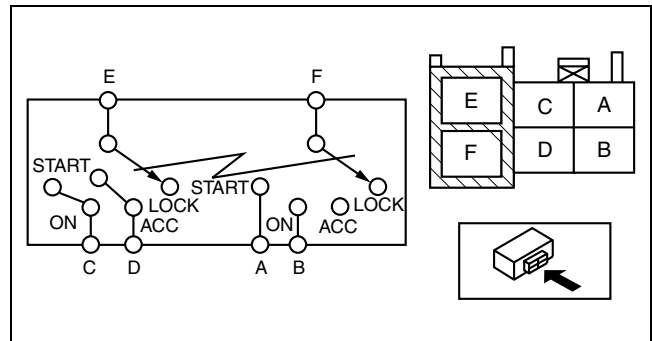 E F
START
START
LOCK
LOCK
ON
ACC
ON
ACC
C D A B
E C A
F D B